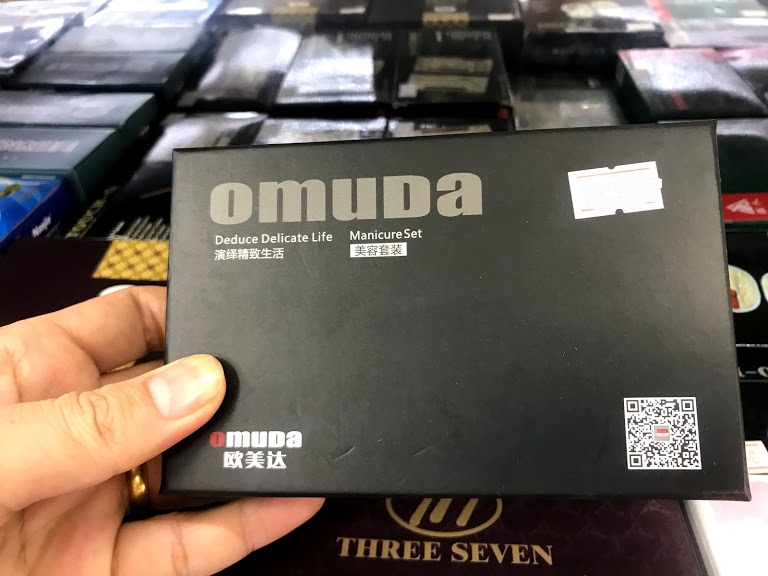 omuda
Deduce Delicate Life
演绎精致生活
Manicure Set
美容套装
omuda
欧美达
THREE SEVEN